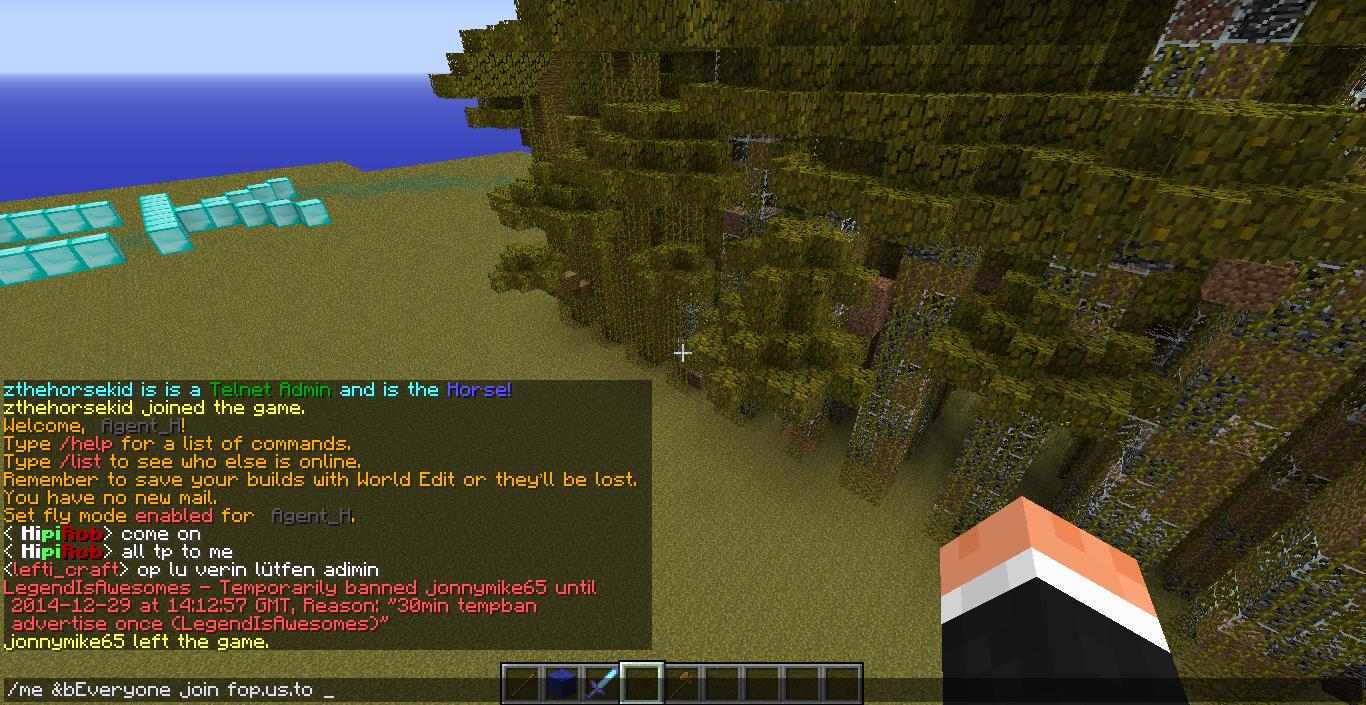 zthehorsekid is is a Telnet Admin and is the Horse!
zthehorsekid joined the game.
Welcome, Agent_H!
Type /help for a list of commands.
Type /list to see who else is online.
Remember to save your builds with World Edit or they'll be lost.
You have no new mail.
Set fly mode enabled for Agent_H.
< HipiRob> come on
< HipiRob> all tp to me
<lefti_craft> op lu verin lütfen adimin
LegendIsAwesomes - Temporarily banned jonnymike65 until
2014-12-29 at 14:12:57 GMT, Reason: "30min tempban
advertise once (LegendIsAwesomes)"
jonnymike65 left the game.
/me &bEveryone join fop.us.to _